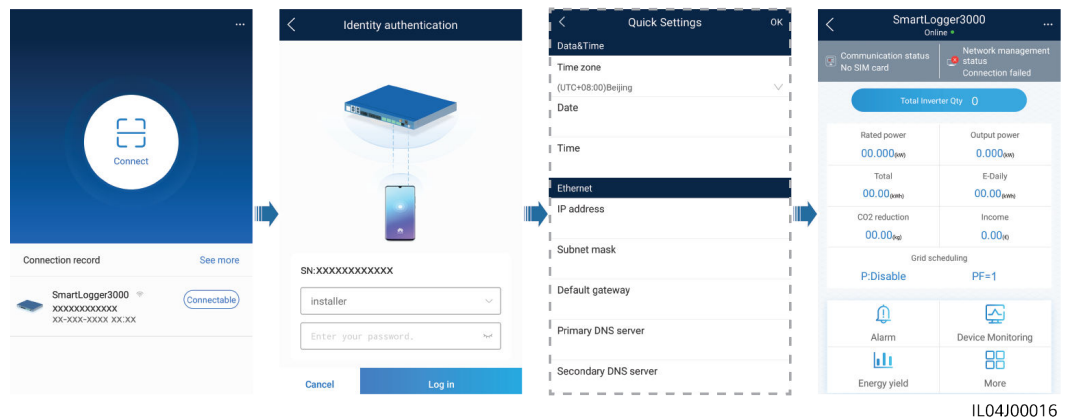 ...
Connect
Connection record
See more
SmartLogger3000
XXXXXXXXXXXX
XX-XXX-XXXX XX:XX
Connectable
Identity authentication
SN:XXXXXXXXXXXX
installer
Enter your password.
Cancel
Log in
Quick Settings
OK
Data&Time
Time zone
(UTC+08:00)Beijing
Date
Time
Ethernet
IP address
Subnet mask
Default gateway
Primary DNS server
Secondary DNS server
SmartLogger3000
...
Online
Communication status
No SIM card
Network management
status
Connection failed
Total Inverter Qty 0
Rated power
Output power
00.000(kW)
0.000(kW)
Total
E-Daily
00.00(kWh)
00.00(kWh)
CO2 reduction
Income
00.00(kg)
0.00(€)
Grid scheduling
P:Disable
PF=1
Alarm
Device Monitoring
Energy yield
More
IL04J00016